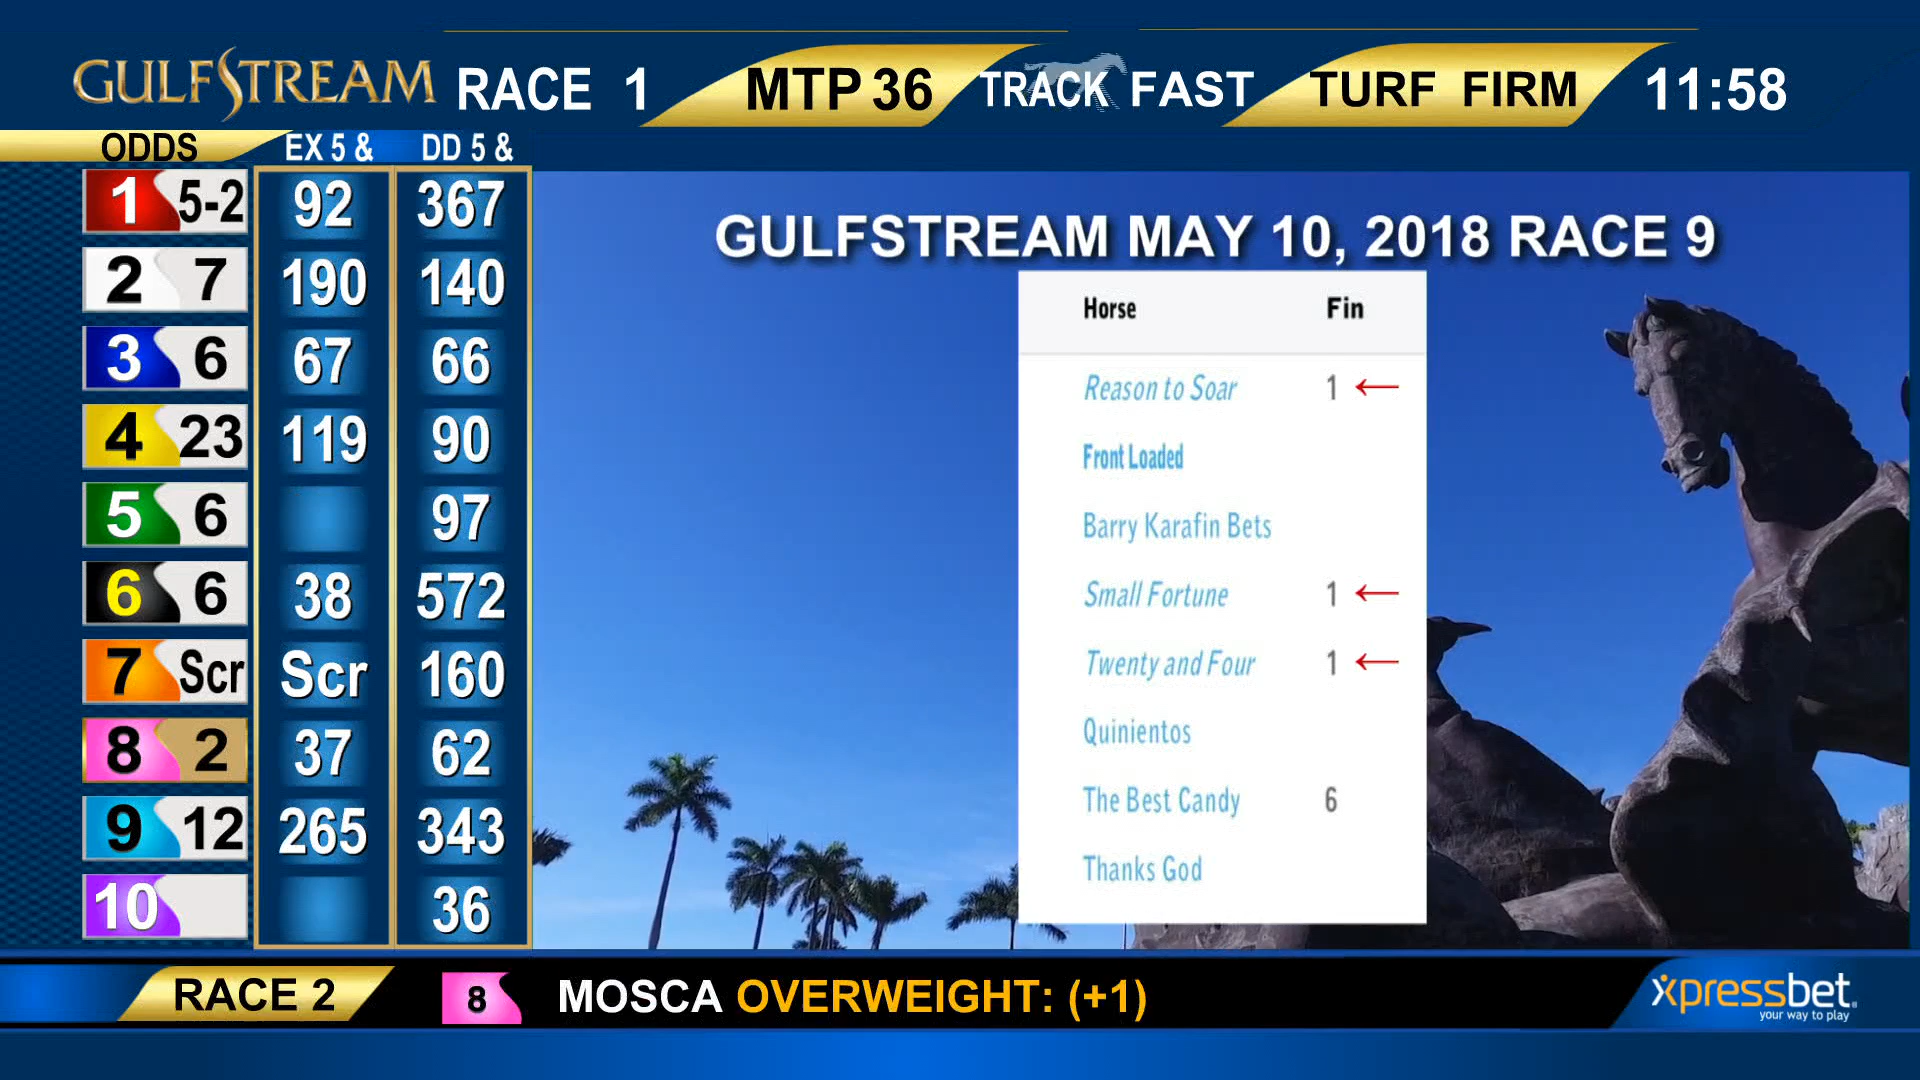 GULFSTREAM RACE 1 MTP 36 TRACK FAST TURF FIRM 11:58
ODDS EX 5 & DD 5 &
1 5-2 92 367
2 7 190 140
3 6 67 66
4 23 119 90
5 6 97
6 6 38 572
7 Scr Scr 160
8 2 37 62
9 12 265 343
10 36
GULFSTREAM MAY 10, 2018 RACE 9
Horse Fin
Reason to Soar 1
Front Loaded
Barry Karafin Bets
Small Fortune 1
Twenty and Four 1
Quinientos
The Best Candy 6
Thanks God
RACE 2 8 MOSCA OVERWEIGHT: (+1)
xpressbet
your way to play